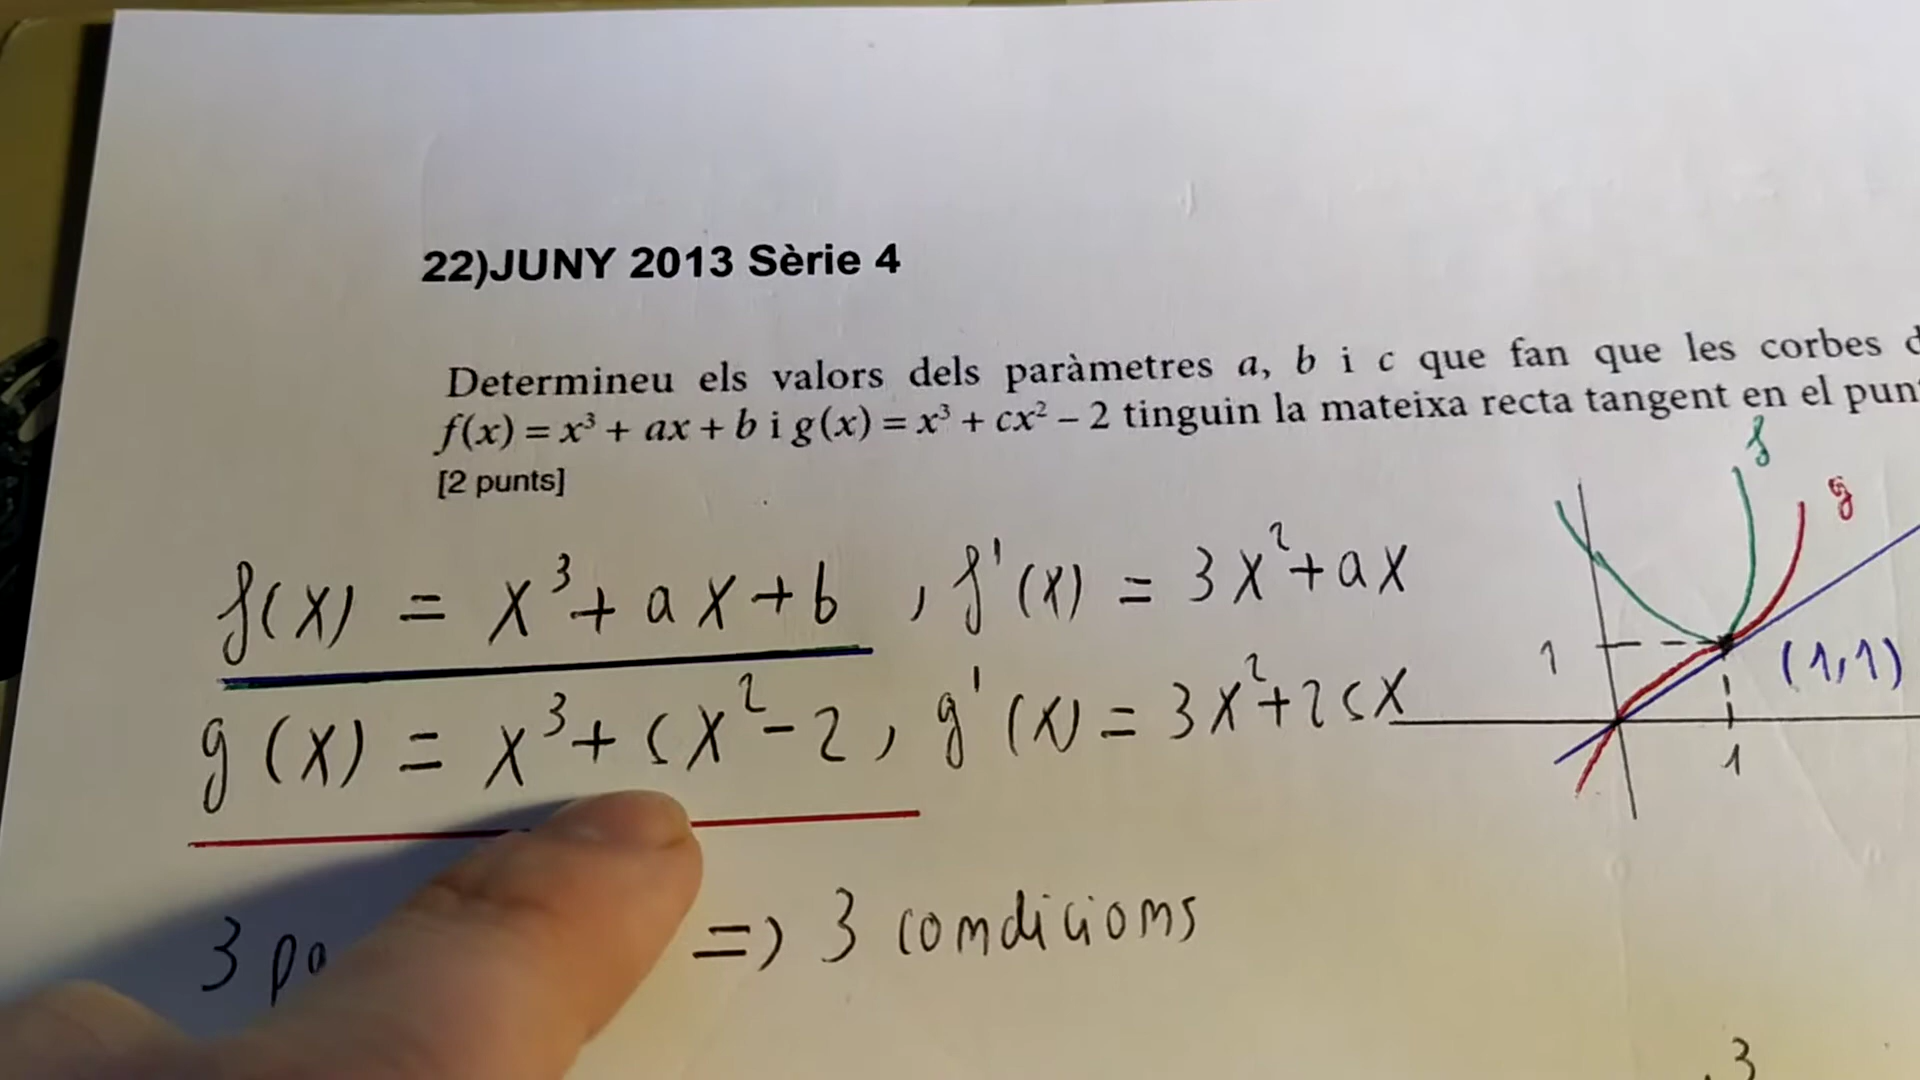 22)JUNY 2013 Sèrie 4
Determineu els valors dels paràmetres a, b i c que fan que les corbes
f(x) = x³ + ax + b i g(x) = x³ + cx² – 2 tinguin la mateixa recta tangent en el
[2 punts]
f(x) = x³ + ax + b , f'(x) = 3x² + ax
g(x) = x³ + cx² - 2 , g'(x) = 3x² + 2cx
f
g
1
(1,1)
1
3 => 3 condicions
3